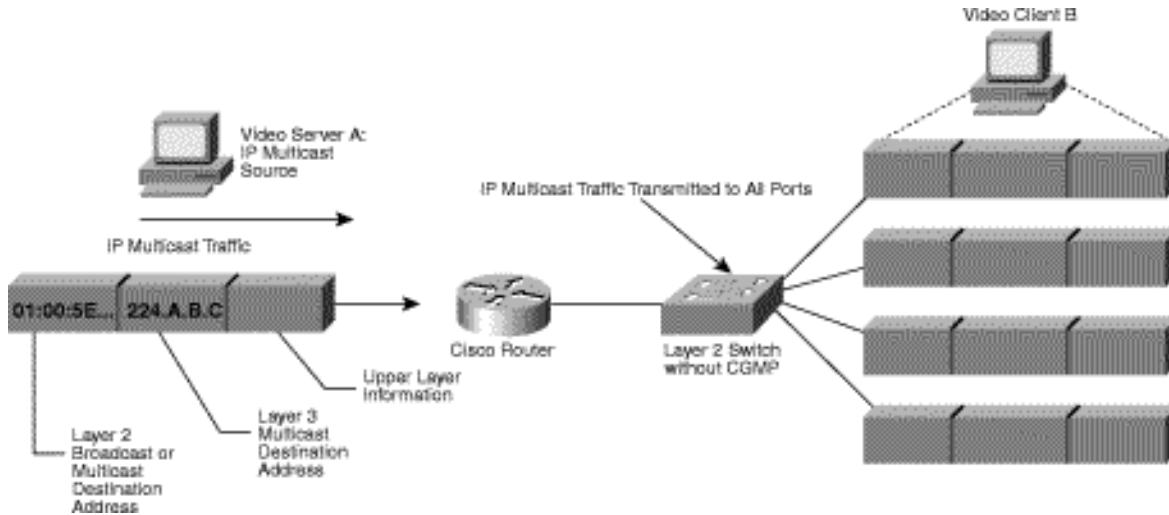 Video Client B
Video Server A:
IP Multicast
Source
IP Multicast Traffic Transmitted to All Ports
IP Multicast Traffic
01:00:5E...
224.A.B.C
Cisco Router
Layer 2 Switch
without CGMP
Upper Layer
Information
Layer 3
Multicast
Destination
Address
Layer 2
Broadcast or
Multicast
Destination
Address